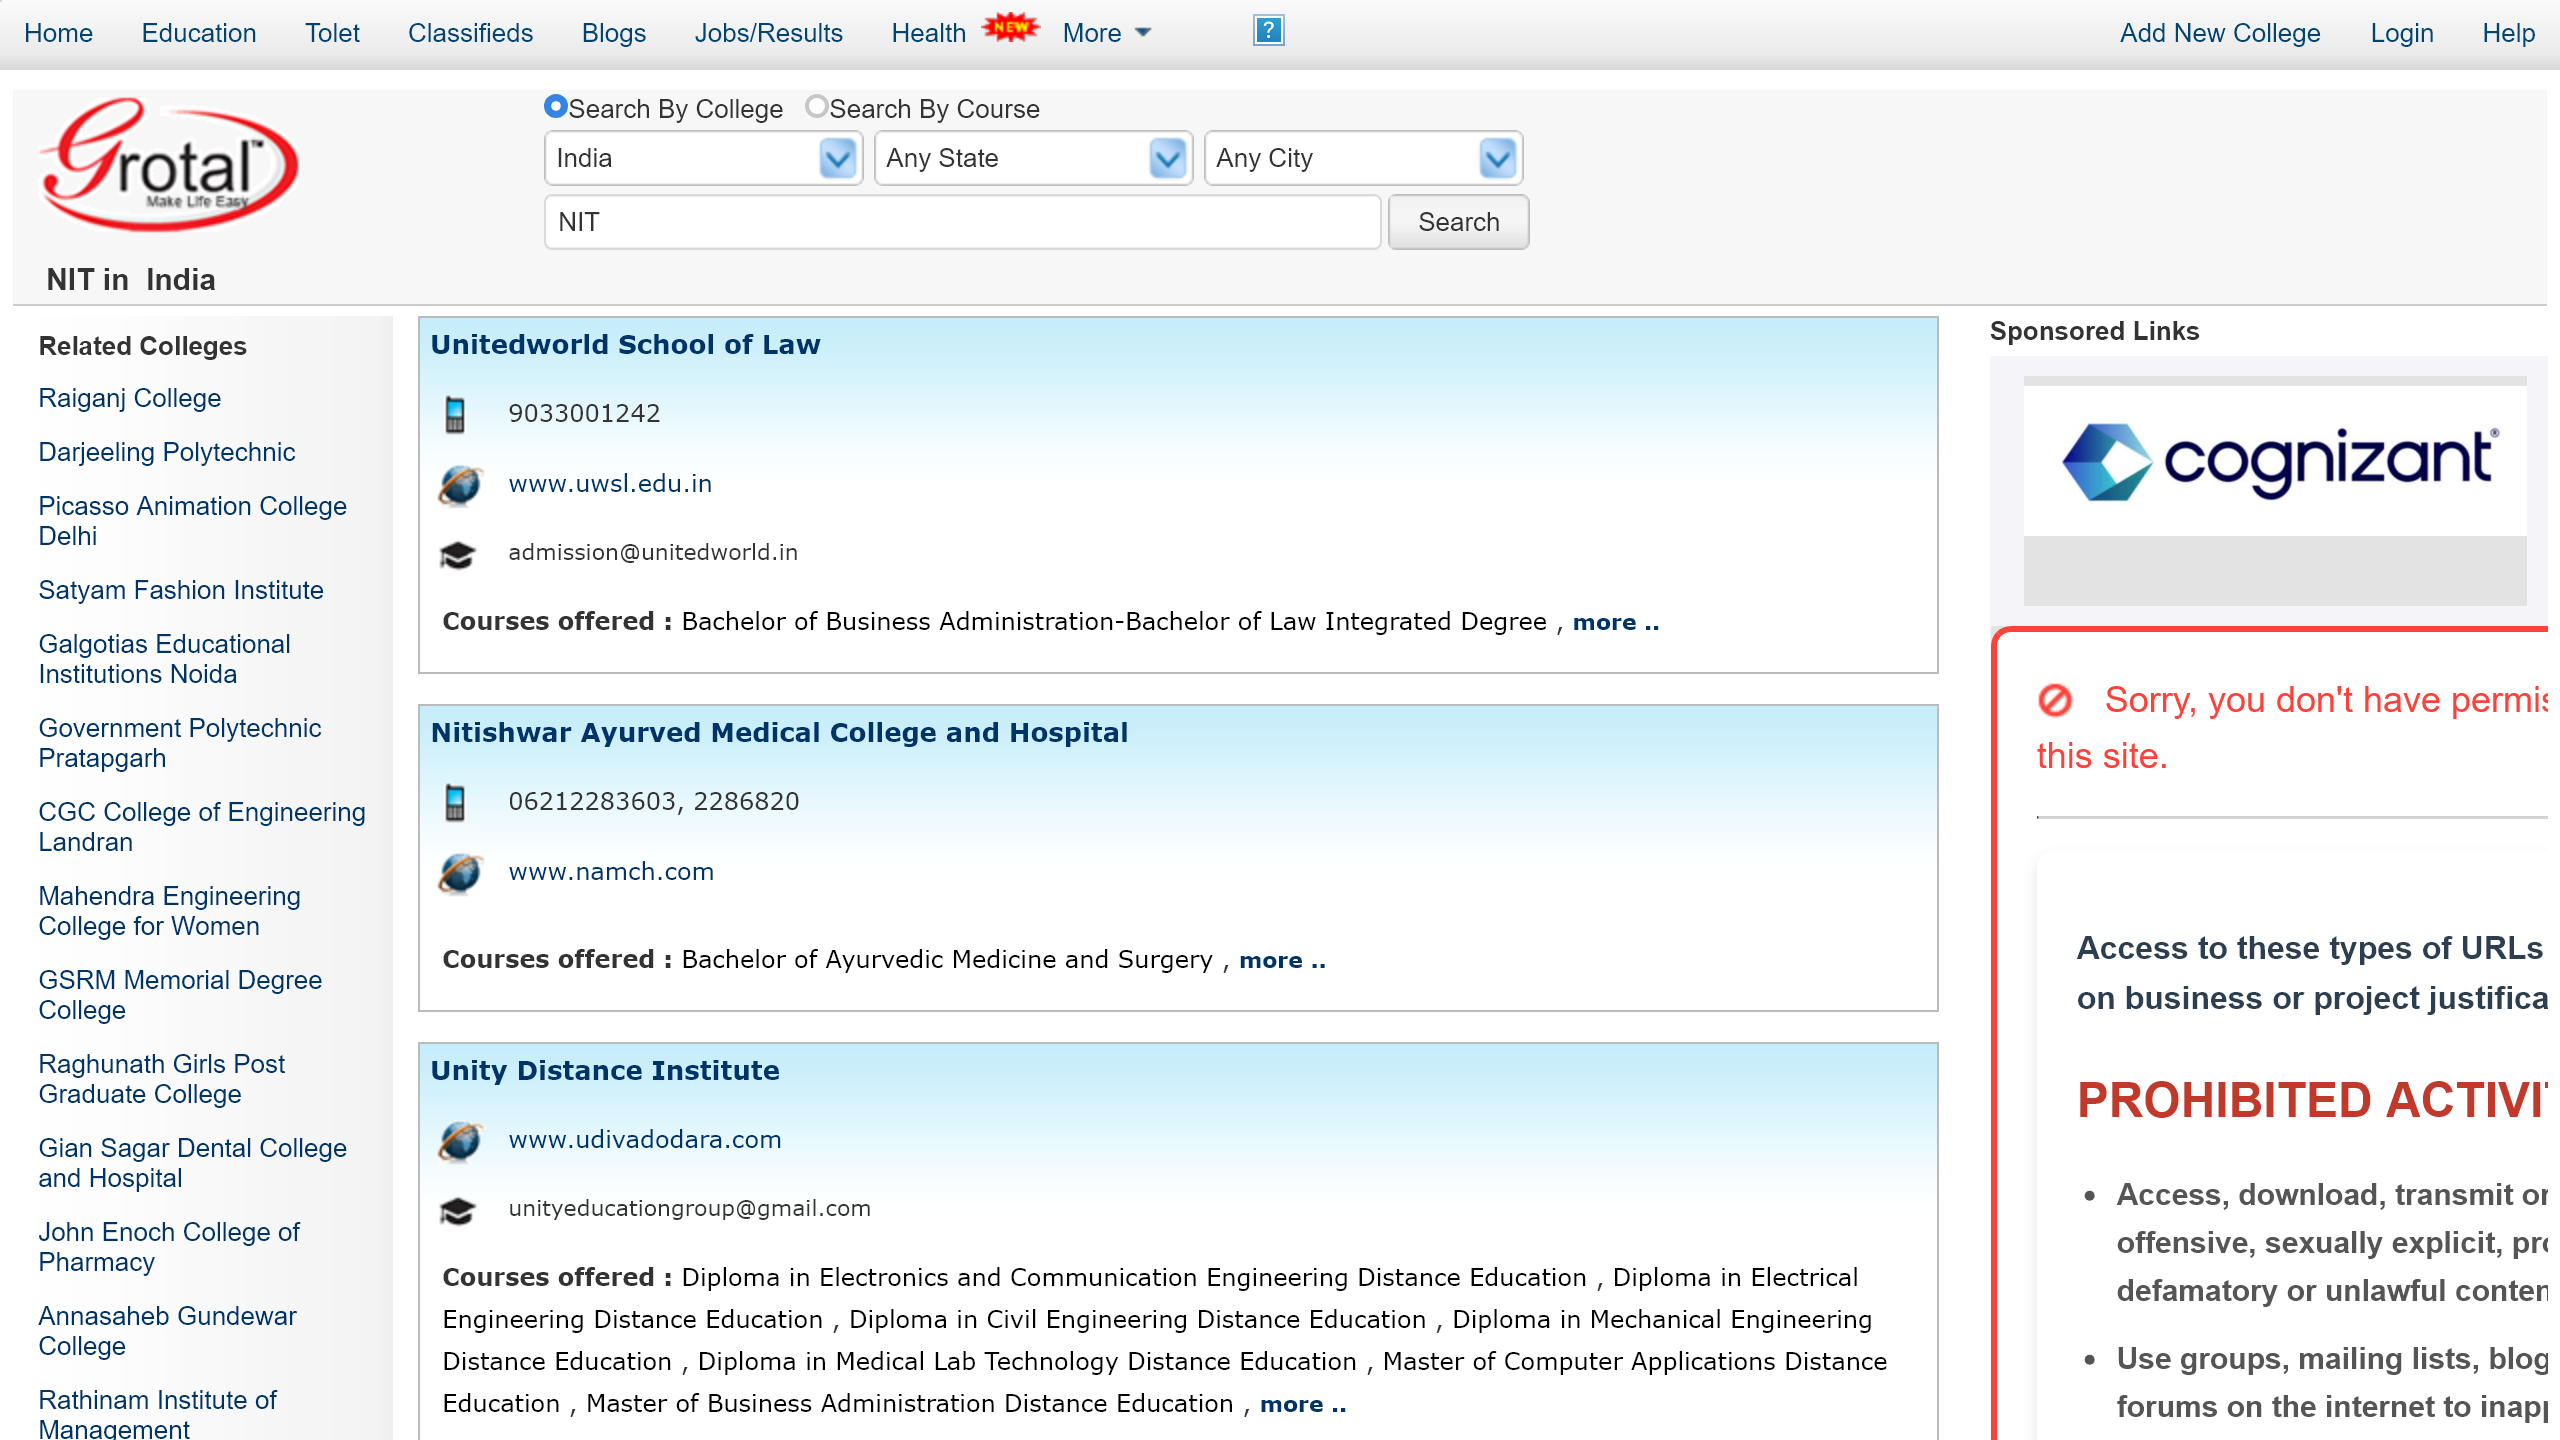 Home Education Tolet Classifieds Blogs Jobs/Results Health NEW More ? Add New College Login Help
Grotal™
Make Life Easy
Search By College Search By Course
India Any State Any City
NIT Search
NIT in India
Related Colleges
Raiganj College
Darjeeling Polytechnic
Picasso Animation College
Delhi
Satyam Fashion Institute
Galgotias Educational
Institutions Noida
Government Polytechnic
Pratapgarh
CGC College of Engineering
Landran
Mahendra Engineering
College for Women
GSRM Memorial Degree
College
Raghunath Girls Post
Graduate College
Gian Sagar Dental College
and Hospital
John Enoch College of
Pharmacy
Annasaheb Gundewar
College
Rathinam Institute of
Management
Unitedworld School of Law
9033001242
www.uwsl.edu.in
admission@unitedworld.in
Courses offered : Bachelor of Business Administration-Bachelor of Law Integrated Degree , more ..
Nitishwar Ayurved Medical College and Hospital
06212283603, 2286820
www.namch.com
Courses offered : Bachelor of Ayurvedic Medicine and Surgery , more ..
Unity Distance Institute
www.udivadodara.com
unityeducationgroup@gmail.com
Courses offered : Diploma in Electronics and Communication Engineering Distance Education , Diploma in Electrical
Engineering Distance Education , Diploma in Civil Engineering Distance Education , Diploma in Mechanical Engineering
Distance Education , Diploma in Medical Lab Technology Distance Education , Master of Computer Applications Distance
Education , Master of Business Administration Distance Education , more ..
Sponsored Links
cognizant®
Sorry, you don't have permis
this site.
Access to these types of URLs
on business or project justifica
PROHIBITED ACTIVI
• Access, download, transmit or
offensive, sexually explicit, pro
defamatory or unlawful conten
• Use groups, mailing lists, blog
forums on the internet to inapp